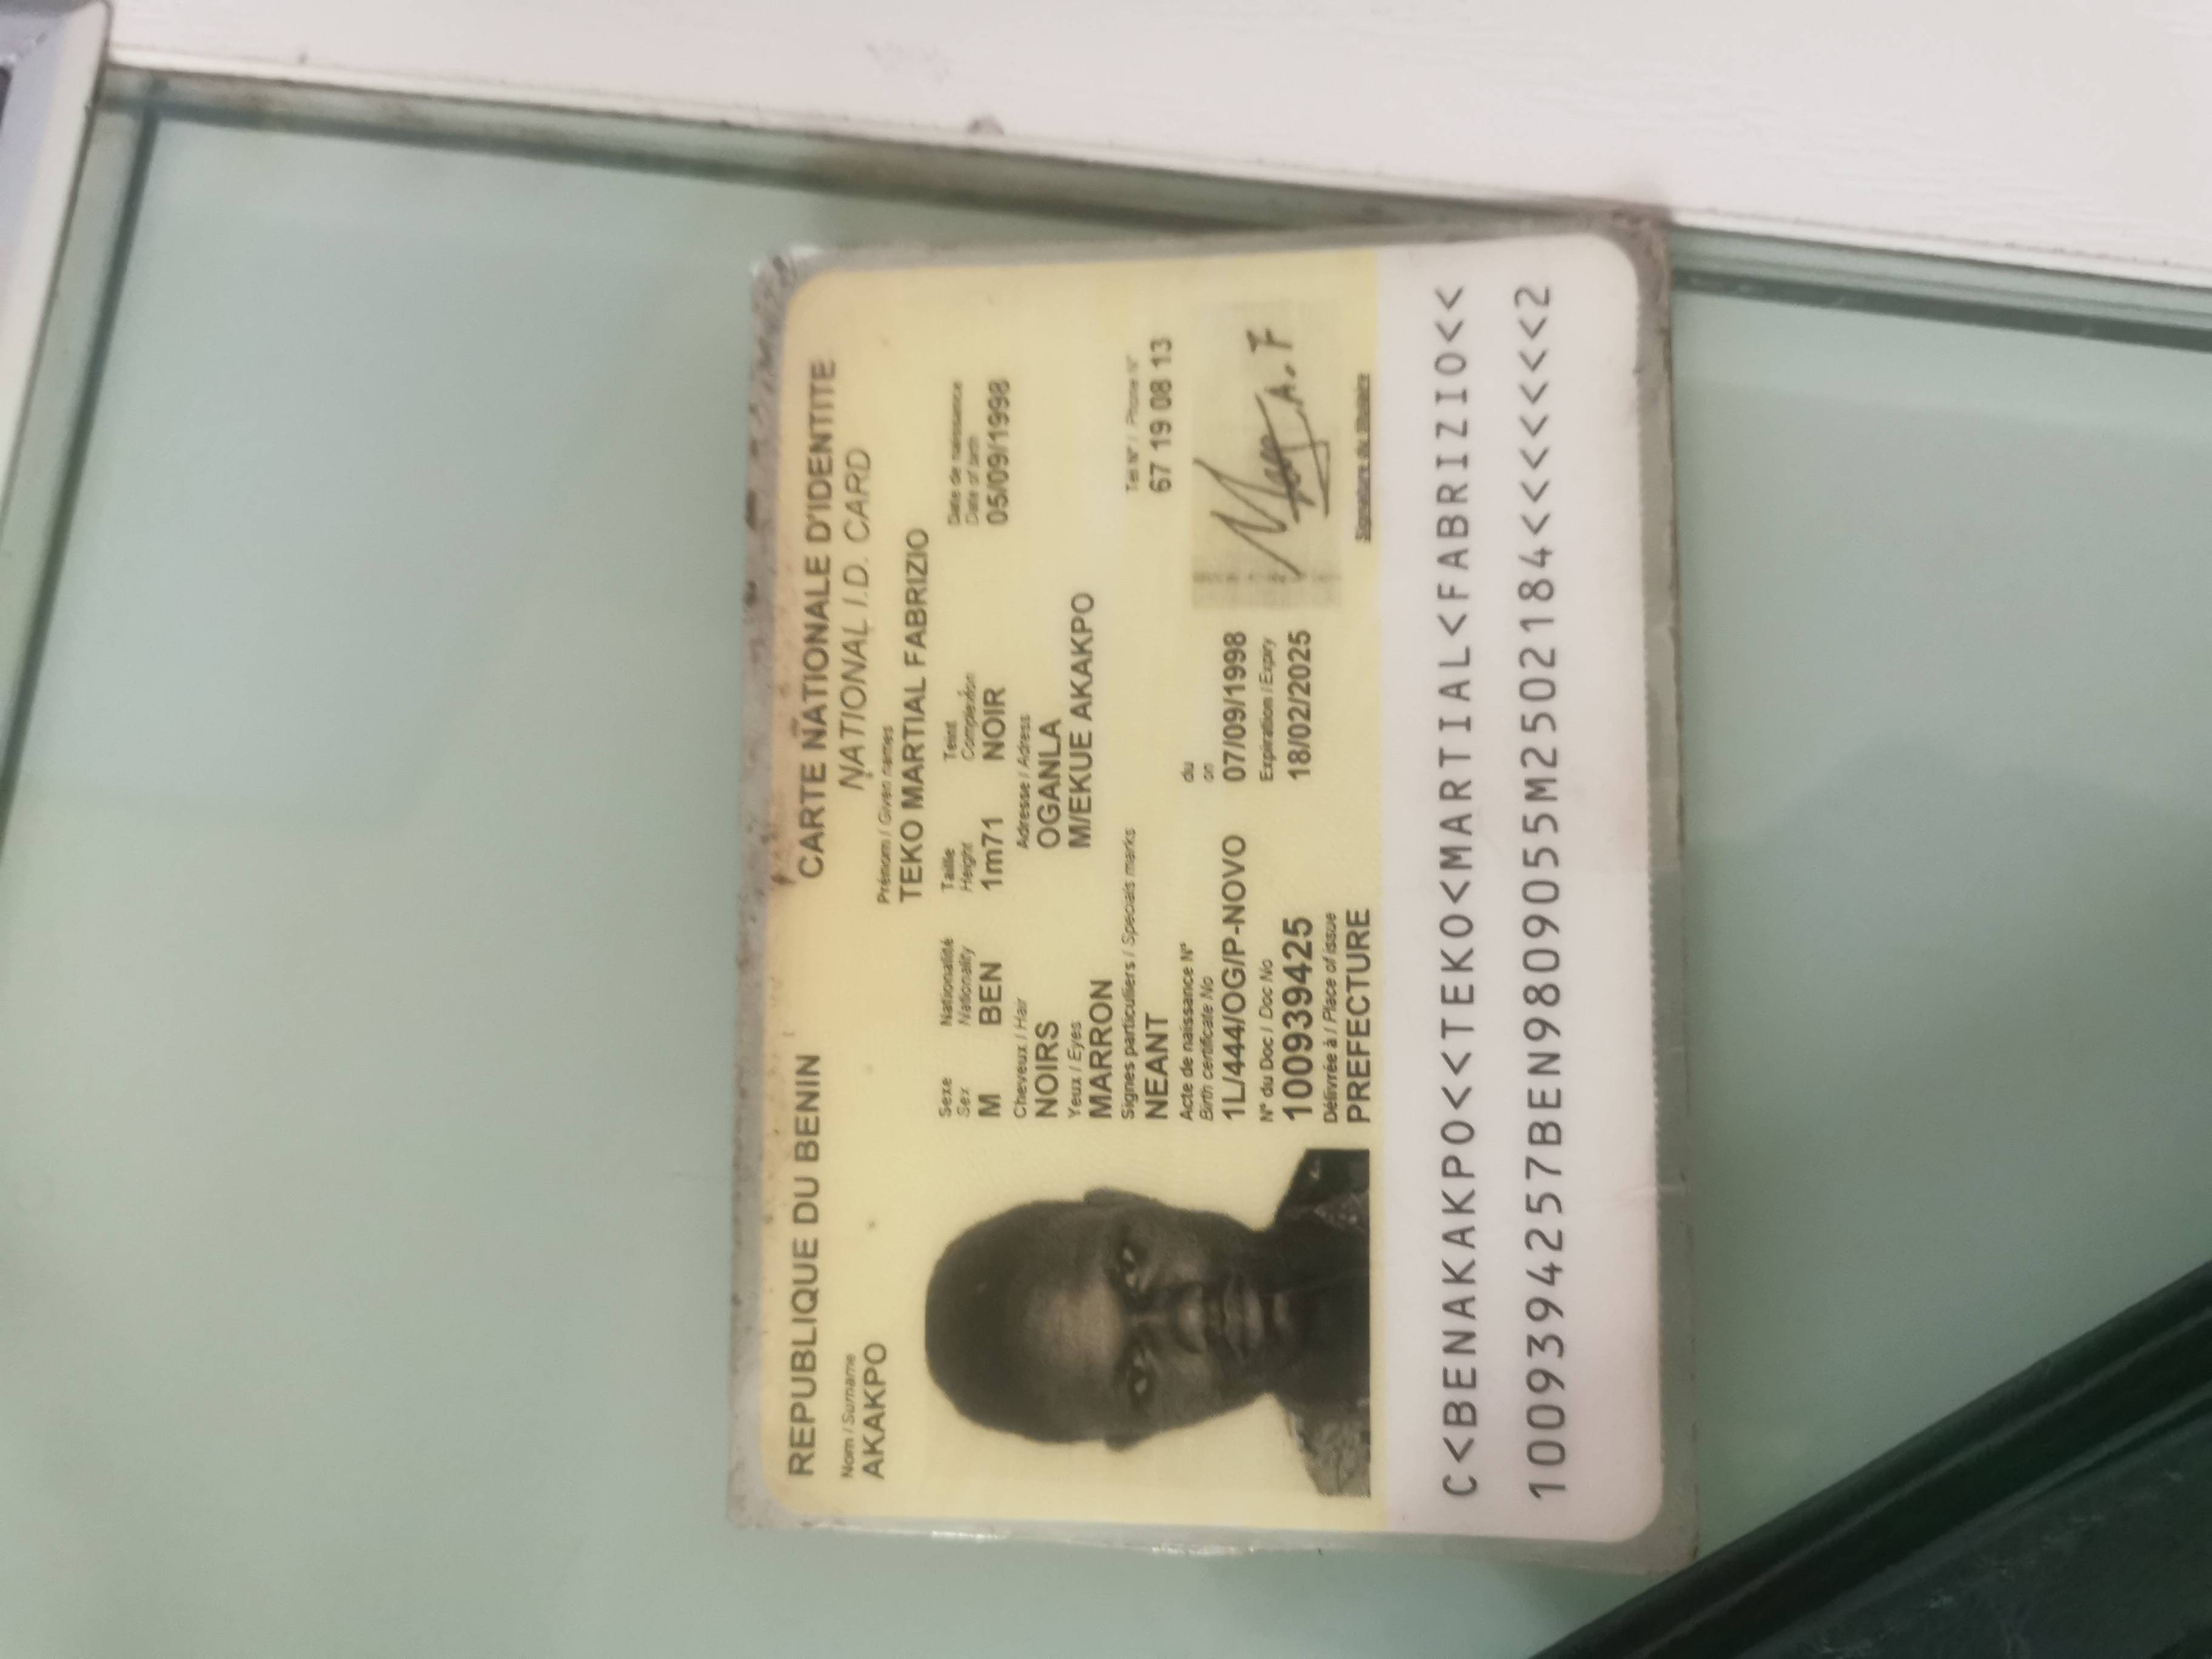 REPUBLIQUE DU BENIN CARTE NATIONALE D'IDENTITE
NATIONAL I.D. CARD
Nom / Surname
AKAKPO
Prénom / Given names
TEKO MARTIAL FABRIZIO
Sexe Nationalité Taille Teint Date de naissance
Sex Nationality Height Complexion Date of birth
M BEN 1m71 NOIR 05/09/1998
Cheveux / Hair Adresse / Adress
NOIRS OGANLA
Yeux / Eyes
MARRON M/EKUE AKAKPO
Signes particuliers / Specials marks Tel N° / Phone N°
NEANT 67 19 08 13
Acte de naissance N° du
Birth certificate No on
1L/444/OG/P-NOVO 07/09/1998
N° du Doc / Doc No Expiration / Expiry
100939425 18/02/2025
Délivrée à / Place of issue
PREFECTURE
Signature du titulaire
C<BENAKAKPO<<TEKO<MARTIAL<FABRIZIO<<
1009394257BEN9809055M2502184<<<<<<<2